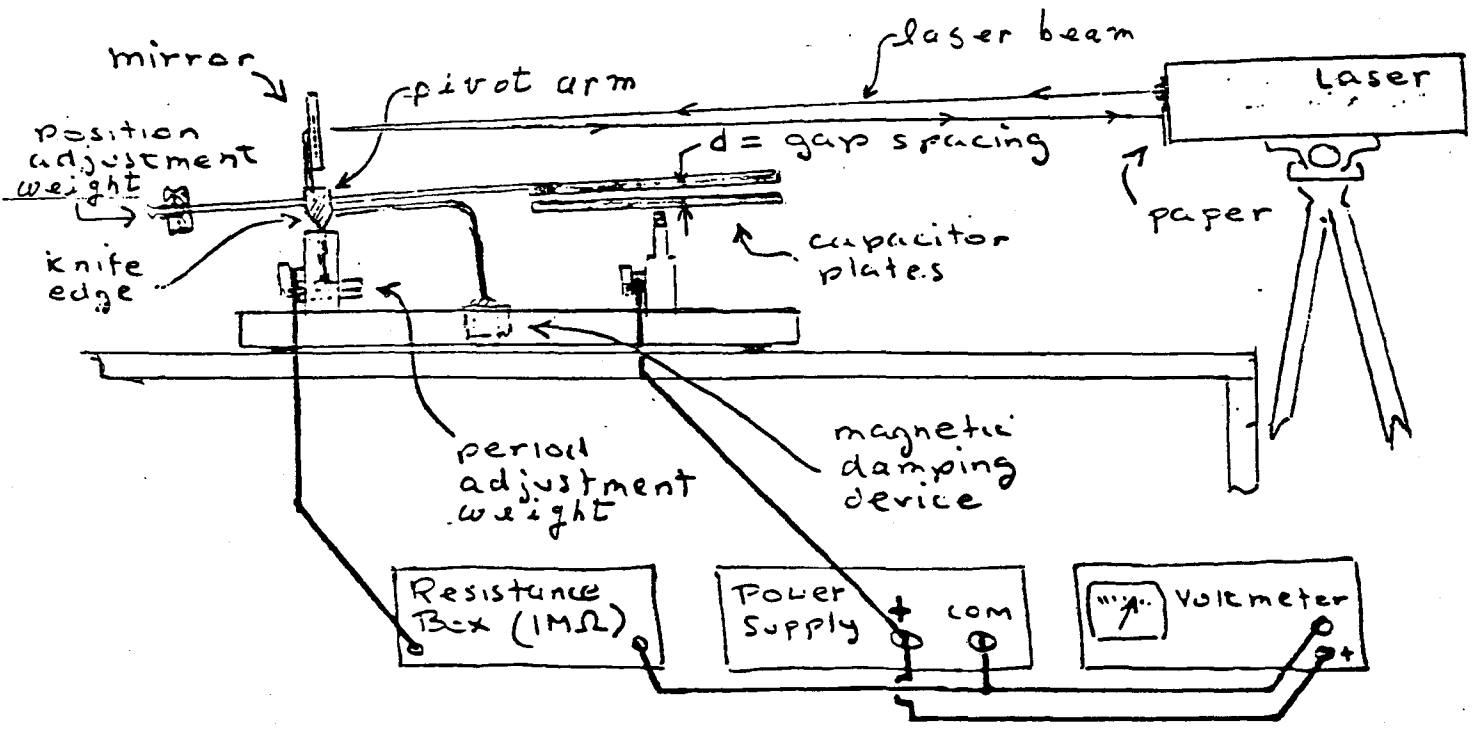 laser beam
mirror
pivot arm
Laser
position
adjustment
weight
d = gap spacing
paper
capacitor
plates
knife
edge
period
adjustment
weight
magnetic
damping
device
Resistance
Box (1MΩ)
Power
Supply
+
COM
Voltmeter
+